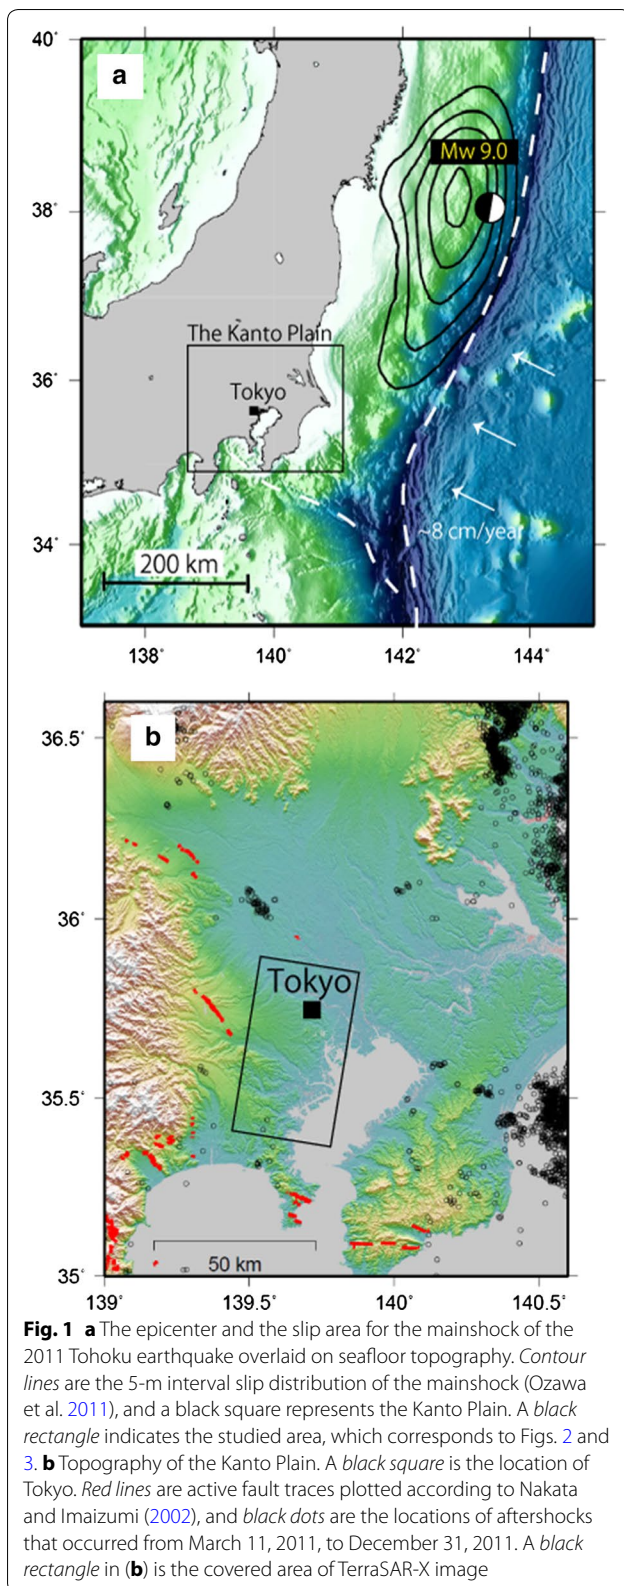 40°
a
Mw 9.0
38°
The Kanto Plain
36°
Tokyo
34°
~8 cm/year
200 km
138° 140° 142° 144°
b
36.5°
36°
Tokyo
35.5°
50 km
35°
139° 139.5° 140° 140.5°
Fig. 1 a The epicenter and the slip area for the mainshock of the
2011 Tohoku earthquake overlaid on seafloor topography. Contour
lines are the 5-m interval slip distribution of the mainshock (Ozawa
et al. 2011), and a black square represents the Kanto Plain. A black
rectangle indicates the studied area, which corresponds to Figs. 2 and
3. b Topography of the Kanto Plain. A black square is the location of
Tokyo. Red lines are active fault traces plotted according to Nakata
and Imaizumi (2002), and black dots are the locations of aftershocks
that occurred from March 11, 2011, to December 31, 2011. A black
rectangle in (b) is the covered area of TerraSAR-X image